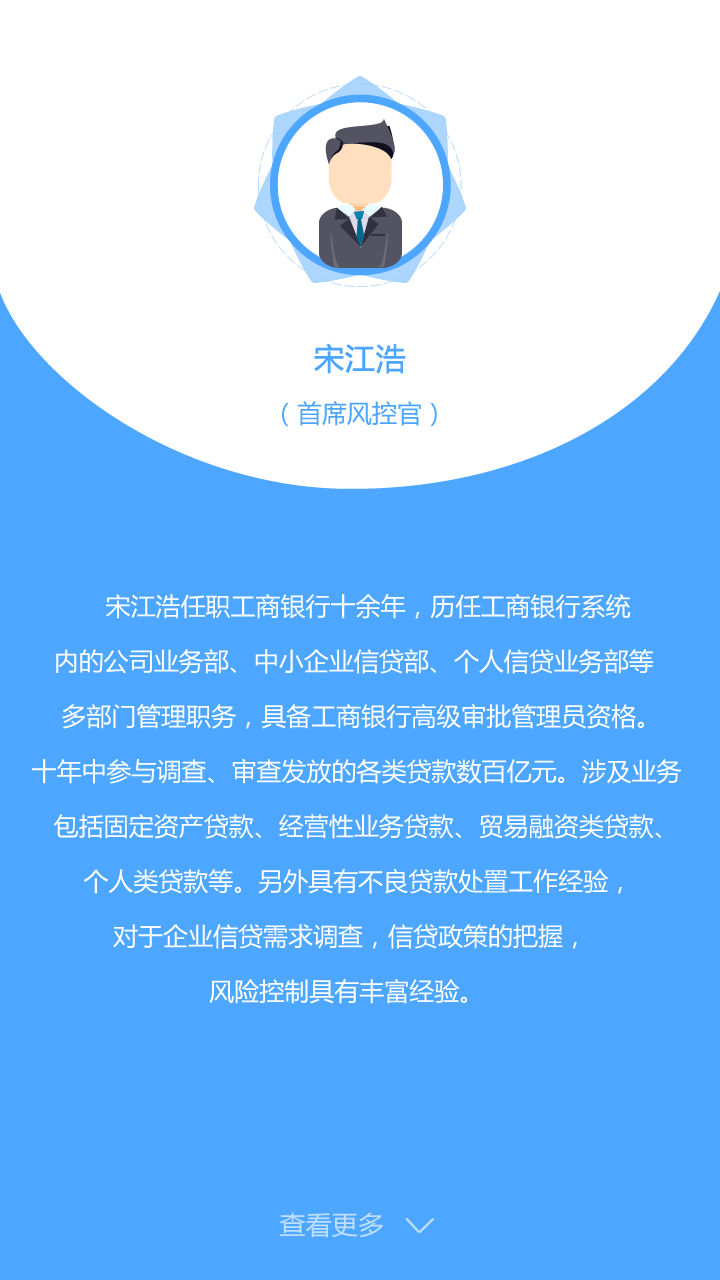 宋江浩
（首席风控官）
宋江浩任职工商银行十余年，历任工商银行系统
内的公司业务部、中小企业信贷部、个人信贷业务部等
多部门管理职务，具备工商银行高级审批管理员资格。
十年中参与调查、审查发放的各类贷款数百亿元。涉及业务
包括固定资产贷款、经营性业务贷款、贸易融资类贷款、
个人类贷款等。另外具有不良贷款处置工作经验，
对于企业信贷需求调查，信贷政策的把握，
风险控制具有丰富经验。
查看更多